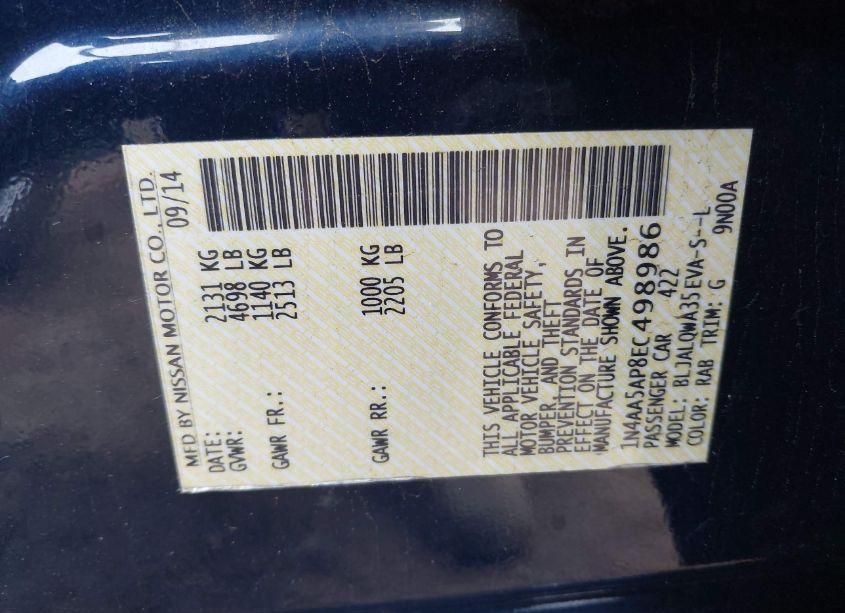 MFD BY NISSAN MOTOR CO., LTD.
DATE: 09/14
GVWR: 2131 KG
4698 LB
GAWR FR.: 1140 KG
2513 LB
GAWR RR.: 1000 KG
2205 LB
THIS VEHICLE CONFORMS TO
ALL APPLICABLE FEDERAL
MOTOR VEHICLE SAFETY,
BUMPER, AND THEFT
PREVENTION STANDARDS IN
EFFECT ON THE DATE OF
MANUFACTURE SHOWN ABOVE.
1N4AA5AP8EC498986
PASSENGER CAR 422
MODEL: BLJALQWA35EVA-S--L
COLOR: RAB TRIM: G 9N00A